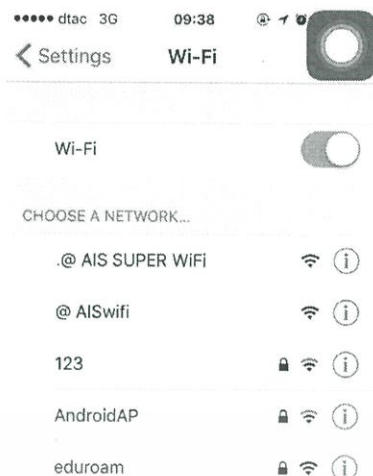 dtac 3G 09:38
Settings Wi-Fi
Wi-Fi
CHOOSE A NETWORK...
.@ AIS SUPER WiFi
@ AISwifi
123
AndroidAP
eduroam